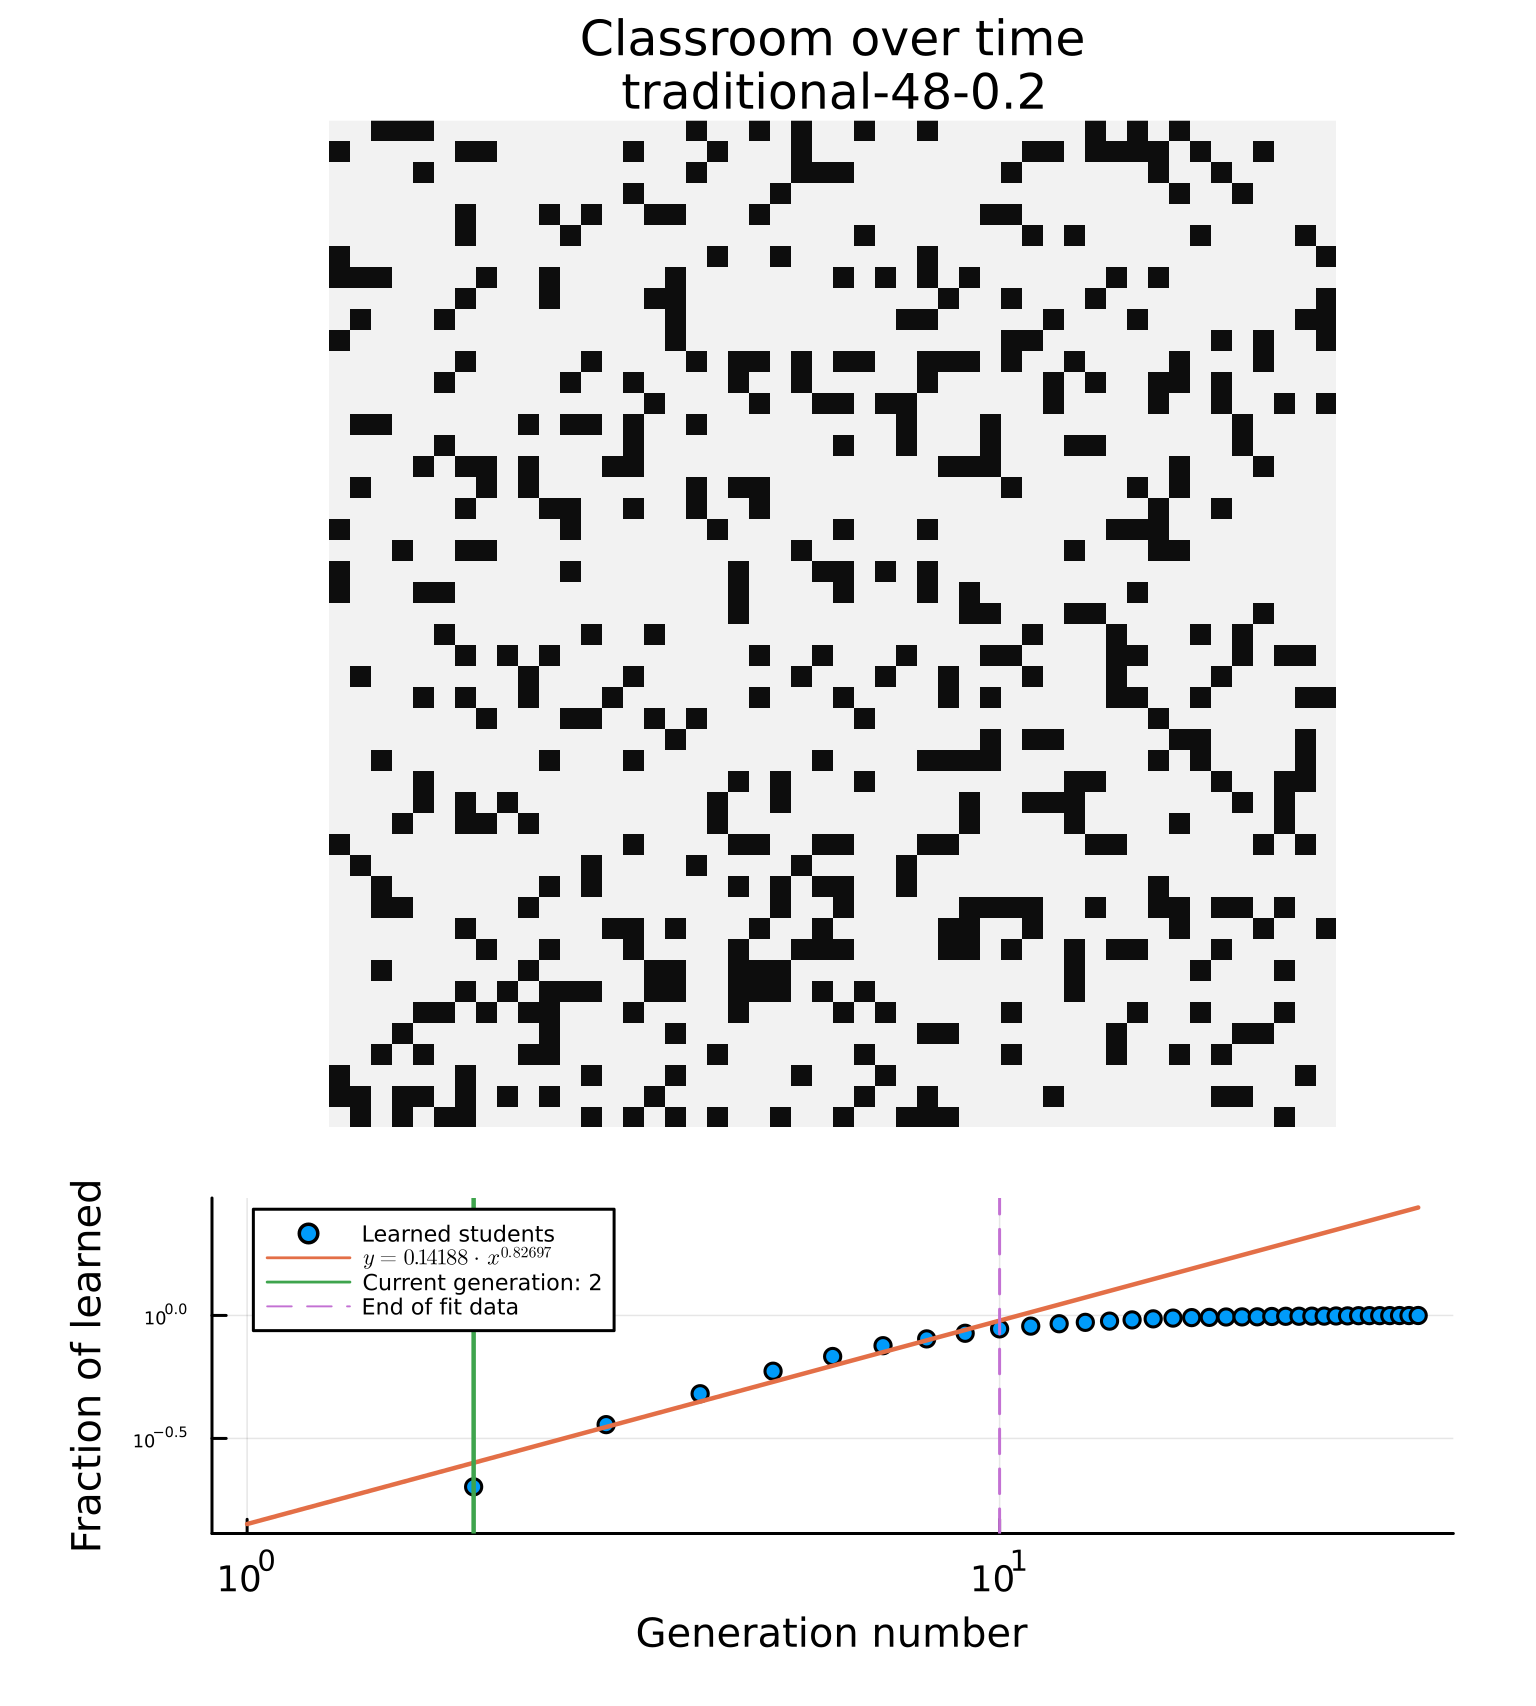 Classroom over time
traditional-48-0.2
Fraction of learned
Learned students
y = 0.14188 · x^0.82697
Current generation: 2
End of fit data
10^0.0
10^−0.5
10^0
10^1
Generation number